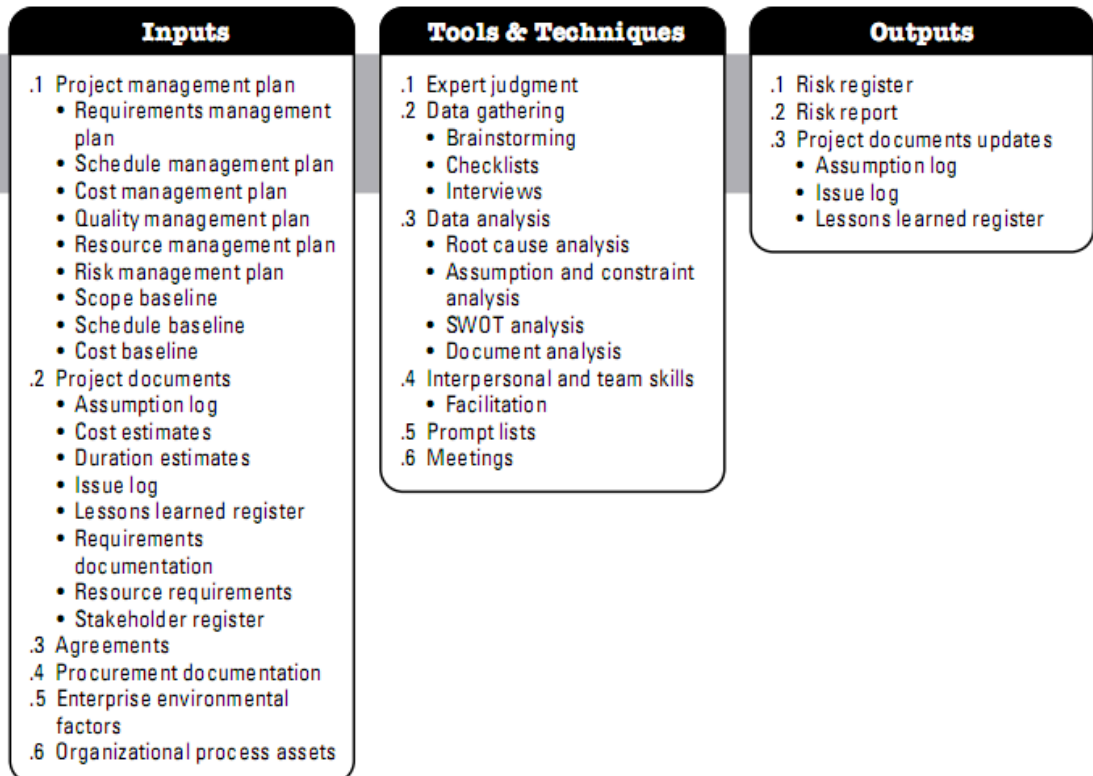 Inputs
.1 Project management plan
• Requirements management
plan
• Schedule management plan
• Cost management plan
• Quality management plan
• Resource management plan
• Risk management plan
• Scope baseline
• Schedule baseline
• Cost baseline
.2 Project documents
• Assumption log
• Cost estimates
• Duration estimates
• Issue log
• Lessons learned register
• Requirements
documentation
• Resource requirements
• Stakeholder register
.3 Agreements
.4 Procurement documentation
.5 Enterprise environmental
factors
.6 Organizational process assets
Tools & Techniques
.1 Expert judgment
.2 Data gathering
• Brainstorming
• Checklists
• Interviews
.3 Data analysis
• Root cause analysis
• Assumption and constraint
analysis
• SWOT analysis
• Document analysis
.4 Interpersonal and team skills
• Facilitation
.5 Prompt lists
.6 Meetings
Outputs
.1 Risk register
.2 Risk report
.3 Project documents updates
• Assumption log
• Issue log
• Lessons learned register